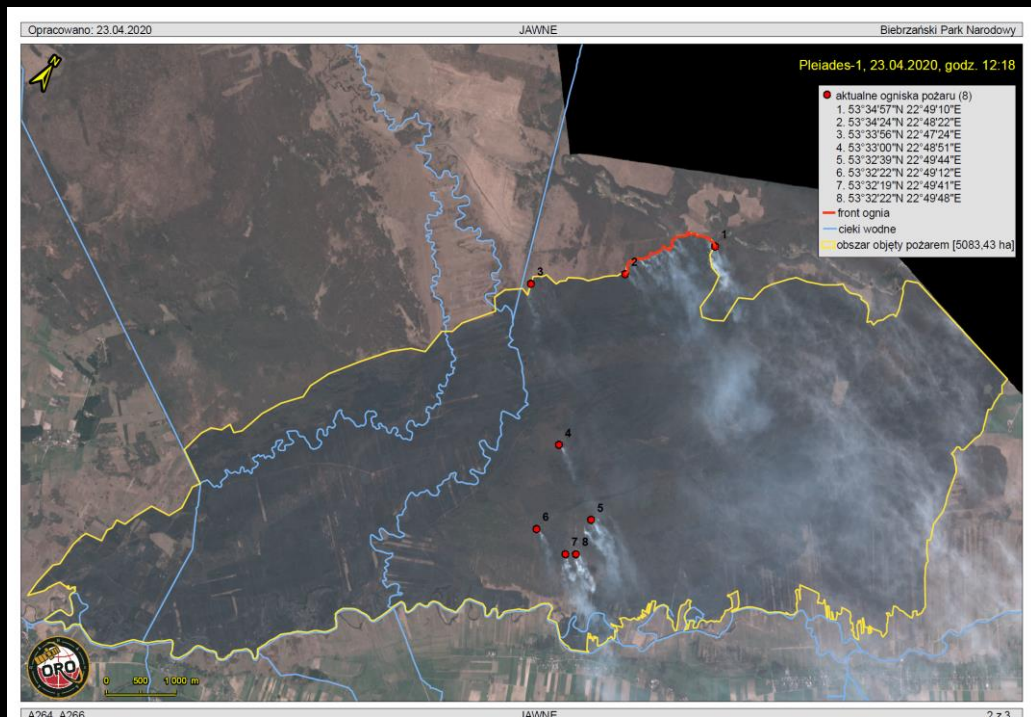 Opracowano: 23.04.2020 JAWNE Biebrzański Park Narodowy
N
Pleiades-1, 23.04.2020, godz. 12:18
aktualne ogniska pożaru (8)
1. 53°34'57"N 22°49'10"E
2. 53°34'24"N 22°48'22"E
3. 53°33'56"N 22°47'24"E
4. 53°33'00"N 22°48'51"E
5. 53°32'39"N 22°49'44"E
6. 53°32'22"N 22°49'12"E
7. 53°32'19"N 22°49'41"E
8. 53°32'22"N 22°49'48"E
front ognia
cieki wodne
obszar objęty pożarem [5083,43 ha]
1
2
3
4
5
6
7 8
ORO
0 500 1 000 m
A264, A266 JAWNE 2 z 3